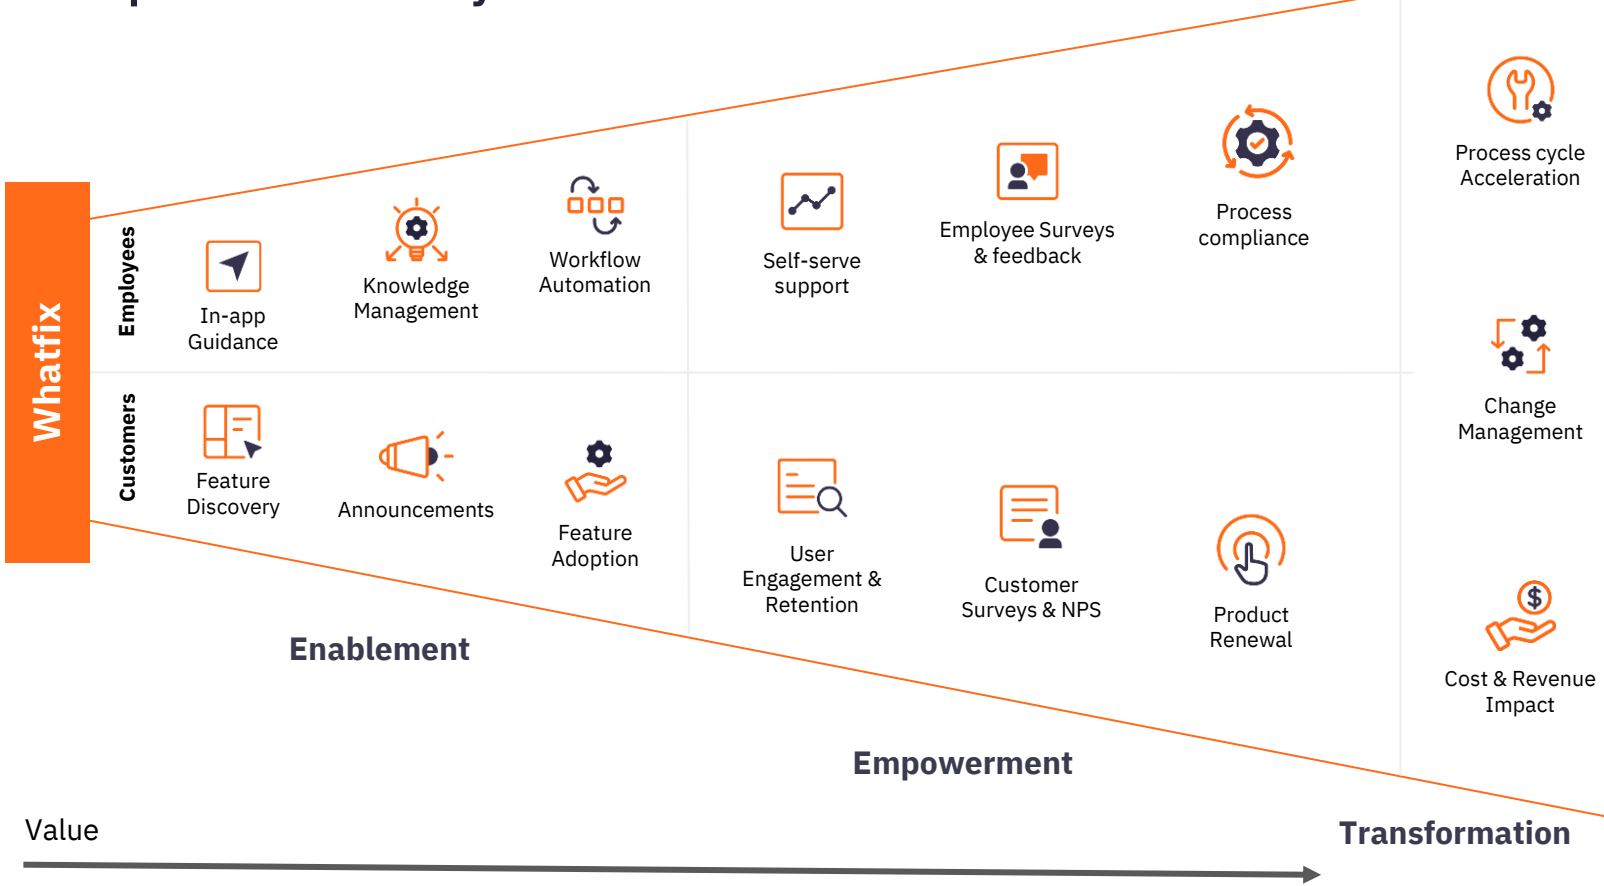 Whatfix
Employees
In-app
Guidance
Knowledge
Management
Workflow
Automation
Self-serve
support
Employee Surveys
& feedback
Process
compliance
Process cycle
Acceleration
Customers
Feature
Discovery
Announcements
Feature
Adoption
User
Engagement &
Retention
Customer
Surveys & NPS
Product
Renewal
Change
Management
Cost & Revenue
Impact
Enablement
Empowerment
Transformation
Value